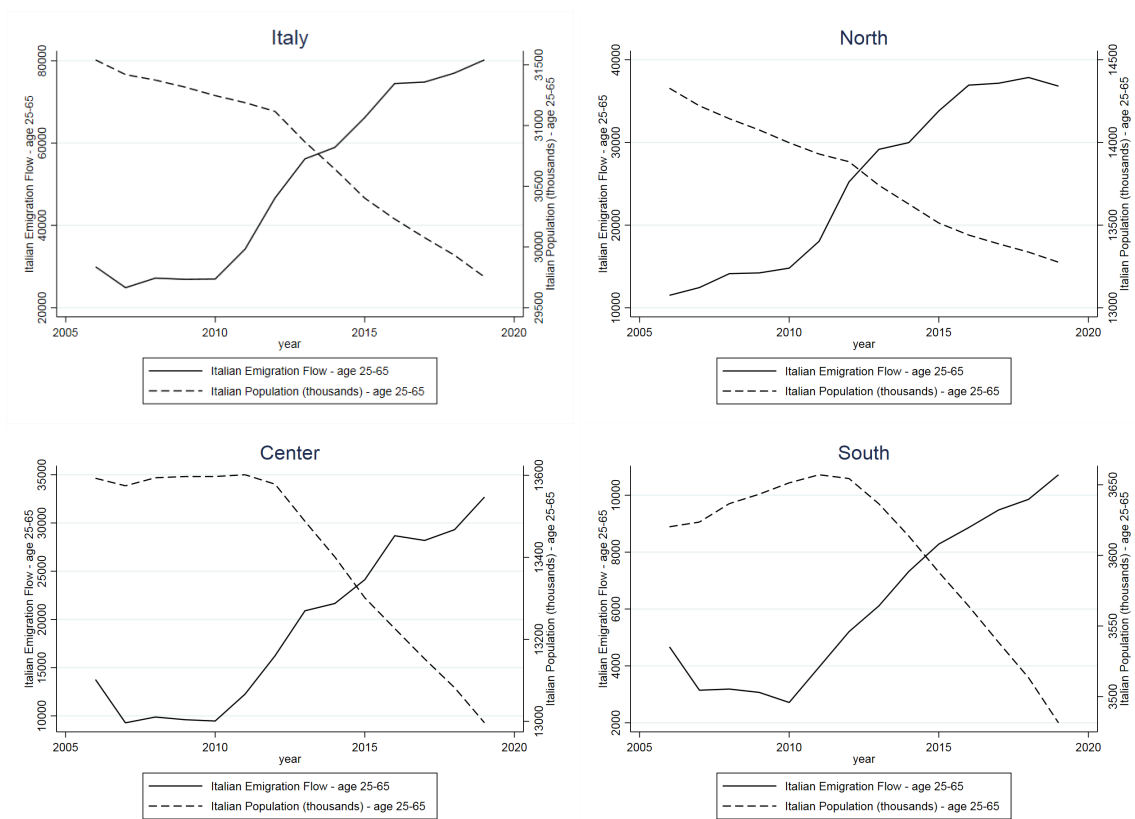 Italy
Italian Emigration Flow - age 25-65
20000 40000 60000 80000
Italian Population (thousands) - age 25-65
29500 30000 30500 31000 31500
2005 2010 2015 2020
year
Italian Emigration Flow - age 25-65
Italian Population (thousands) - age 25-65
North
Italian Emigration Flow - age 25-65
10000 20000 30000 40000
Italian Population (thousands) - age 25-65
13000 13500 14000 14500
2005 2010 2015 2020
year
Italian Emigration Flow - age 25-65
Italian Population (thousands) - age 25-65
Center
Italian Emigration Flow - age 25-65
10000 15000 20000 25000 30000 35000
Italian Population (thousands) - age 25-65
13000 13200 13400 13600
2005 2010 2015 2020
year
Italian Emigration Flow - age 25-65
Italian Population (thousands) - age 25-65
South
Italian Emigration Flow - age 25-65
2000 4000 6000 8000 10000
Italian Population (thousands) - age 25-65
3500 3550 3600 3650
2005 2010 2015 2020
year
Italian Emigration Flow - age 25-65
Italian Population (thousands) - age 25-65